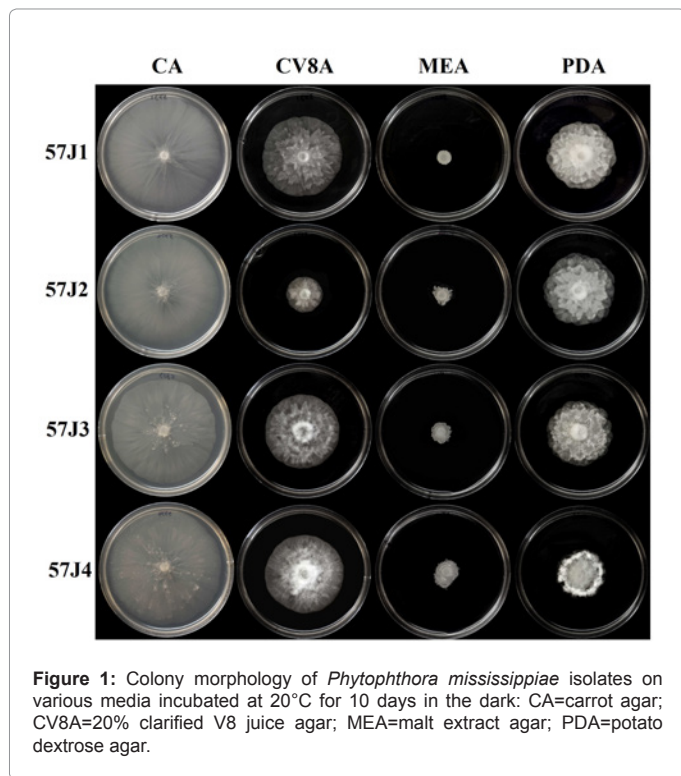 CA CV8A MEA PDA
57J1
57J2
57J3
57J4
Figure 1: Colony morphology of Phytophthora mississippiae isolates on
various media incubated at 20°C for 10 days in the dark: CA=carrot agar;
CV8A=20% clarified V8 juice agar; MEA=malt extract agar; PDA=potato
dextrose agar.